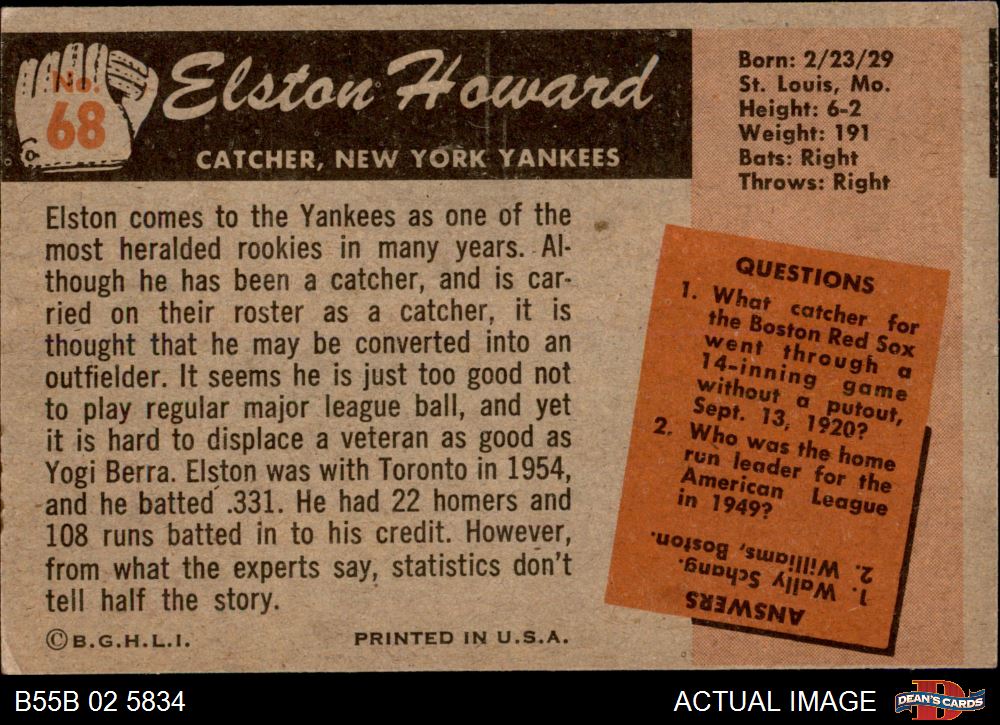 No.
68
Elston Howard
CATCHER, NEW YORK YANKEES
Born: 2/23/29
St. Louis, Mo.
Height: 6-2
Weight: 191
Bats: Right
Throws: Right
Elston comes to the Yankees as one of the
most heralded rookies in many years. Al-
though he has been a catcher, and is car-
ried on their roster as a catcher, it is
thought that he may be converted into an
outfielder. It seems he is just too good not
to play regular major league ball, and yet
it is hard to displace a veteran as good as
Yogi Berra. Elston was with Toronto in 1954,
and he batted .331. He had 22 homers and
108 runs batted in to his credit. However,
from what the experts say, statistics don't
tell half the story.
©B.G.H.L.I.
PRINTED IN U.S.A.
QUESTIONS
1. What catcher for
the Boston Red Sox
went through a
14-inning game
without a putout,
Sept. 13, 1920?
2. Who was the home
run leader for the
American League
in 1949?
ANSWERS
1. Wally Schang.
2. Williams, Boston.
B55B 02 5834
ACTUAL IMAGE
D
DEAN'S CARDS